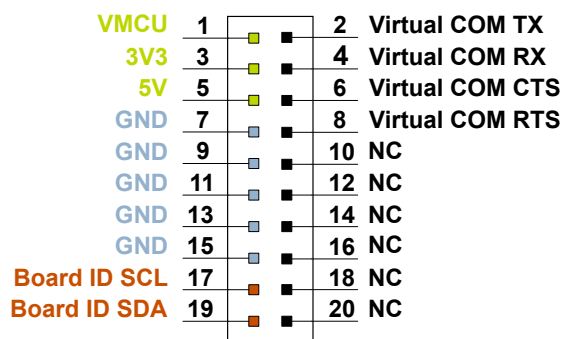 VMCU 1 2 Virtual COM TX
3V3 3 4 Virtual COM RX
5V 5 6 Virtual COM CTS
GND 7 8 Virtual COM RTS
GND 9 10 NC
GND 11 12 NC
GND 13 14 NC
GND 15 16 NC
Board ID SCL 17 18 NC
Board ID SDA 19 20 NC